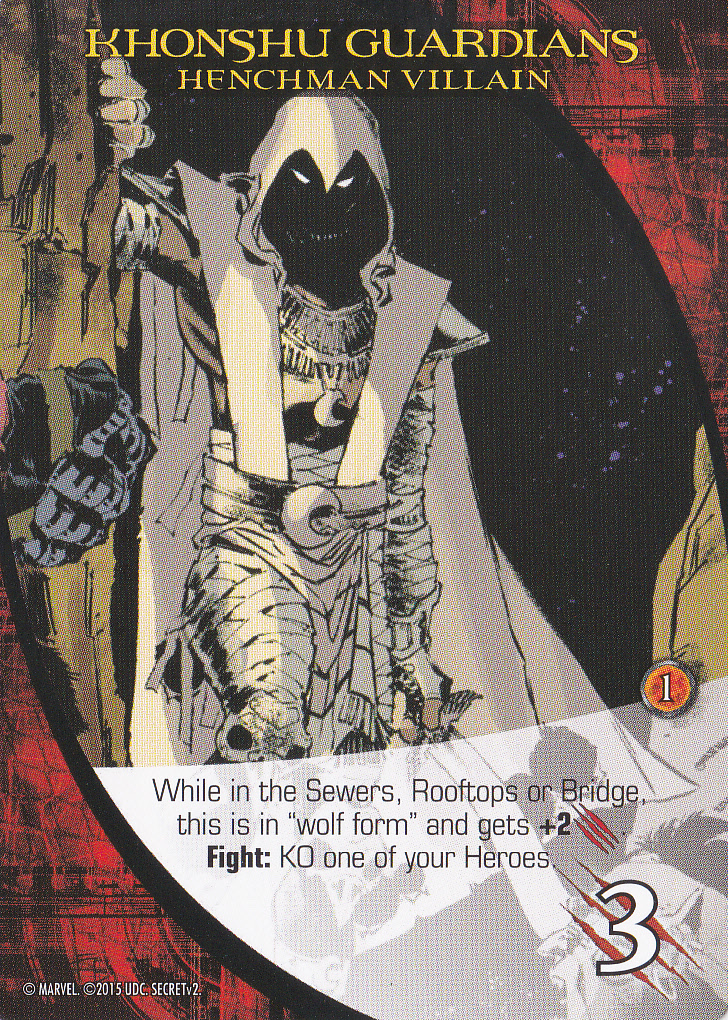 KHONSHU GUARDIANS
HENCHMAN VILLAIN
1
While in the Sewers, Rooftops or Bridge,
this is in “wolf form” and gets +2 .
Fight: KO one of your Heroes.
3
© MARVEL. ©2015 UDC. SECRETv2.